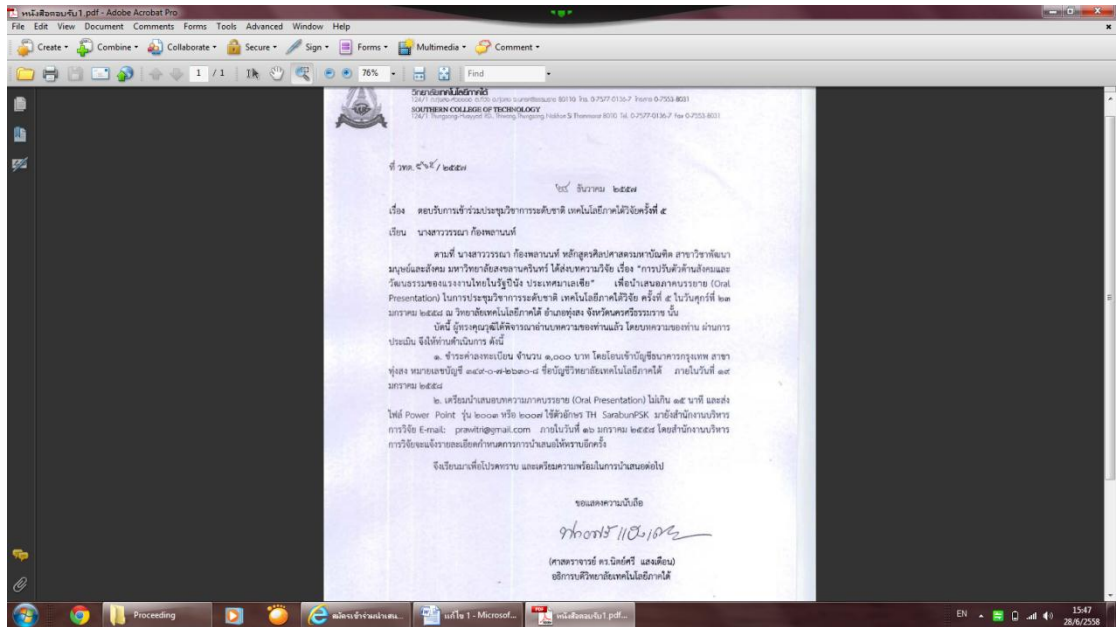 หนังสือตอบรับ1.pdf - Adobe Acrobat Pro
File Edit View Document Comments Forms Tools Advanced Window Help
Create Combine Collaborate Secure Sign Forms Multimedia Comment
1 / 1 76% Find
วิทยาลัยเทคโนโลยีภาคใต้
SOUTHERN COLLEGE OF TECHNOLOGY
ที่ วทต. / ๒๕๕๗
ธันวาคม ๒๕๕๗
เรื่อง ตอบรับการเข้าร่วมประชุมวิชาการระดับชาติ เทคโนโลยีภาคใต้วิจัยครั้งที่ ๕
เรียน นางสาววรรณา ก้องพลานนท์
ตามที่ นางสาววรรณา ก้องพลานนท์ หลักสูตรศิลปศาสตรมหาบัณฑิต สาขาวิชาพัฒนา
มนุษย์และสังคม มหาวิทยาลัยสงขลานครินทร์ ได้ส่งบทความวิจัย เรื่อง "การปรับตัวด้านสังคมและ
วัฒนธรรมของแรงงานไทยในรัฐปีนัง ประเทศมาเลเซีย" เพื่อนำเสนอภาคบรรยาย (Oral
Presentation) ในการประชุมวิชาการระดับชาติ เทคโนโลยีภาคใต้วิจัย ครั้งที่ ๕ ในวันศุกร์ที่ ๒๓
มกราคม ๒๕๕๘ ณ วิทยาลัยเทคโนโลยีภาคใต้ อำเภอทุ่งสง จังหวัดนครศรีธรรมราช นั้น
บัดนี้ ผู้ทรงคุณวุฒิได้พิจารณาอ่านบทความของท่านแล้ว โดยบทความของท่าน ผ่านการ
ประเมิน จึงให้ท่านดำเนินการ ดังนี้
๑. ชำระค่าลงทะเบียน จำนวน ๑,๐๐๐ บาท โดยโอนเข้าบัญชีธนาคารกรุงเทพ สาขา
ทุ่งสง หมายเลขบัญชี ชื่อบัญชีวิทยาลัยเทคโนโลยีภาคใต้ ภายในวันที่ ๑๙
มกราคม ๒๕๕๘
๒. เตรียมนำเสนอบทความภาคบรรยาย (Oral Presentation) ไม่เกิน ๑๕ นาที และส่ง
ไฟล์ Power Point รุ่น ๒๐๐๓ หรือ ๒๐๐๗ ใช้ตัวอักษร TH SarabunPSK มายังสำนักงานบริหาร
การวิจัย E-mail: prawitri@gmail.com ภายในวันที่ ๑๖ มกราคม ๒๕๕๘ โดยสำนักงานบริหาร
การวิจัยจะแจ้งรายละเอียดกำหนดการการนำเสนอให้ทราบอีกครั้ง
จึงเรียนมาเพื่อโปรดทราบ และเตรียมความพร้อมในการนำเสนอต่อไป
ขอแสดงความนับถือ
(ศาสตราจารย์ ดร.นิตย์ศรี แสงเดือน)
อธิการบดีวิทยาลัยเทคโนโลยีภาคใต้
Proceeding สมัครเข้าร่วมนำเสน... แก้ไข 1 - Microsof... หนังสือตอบรับ1.pdf... EN 15:47
28/6/2558